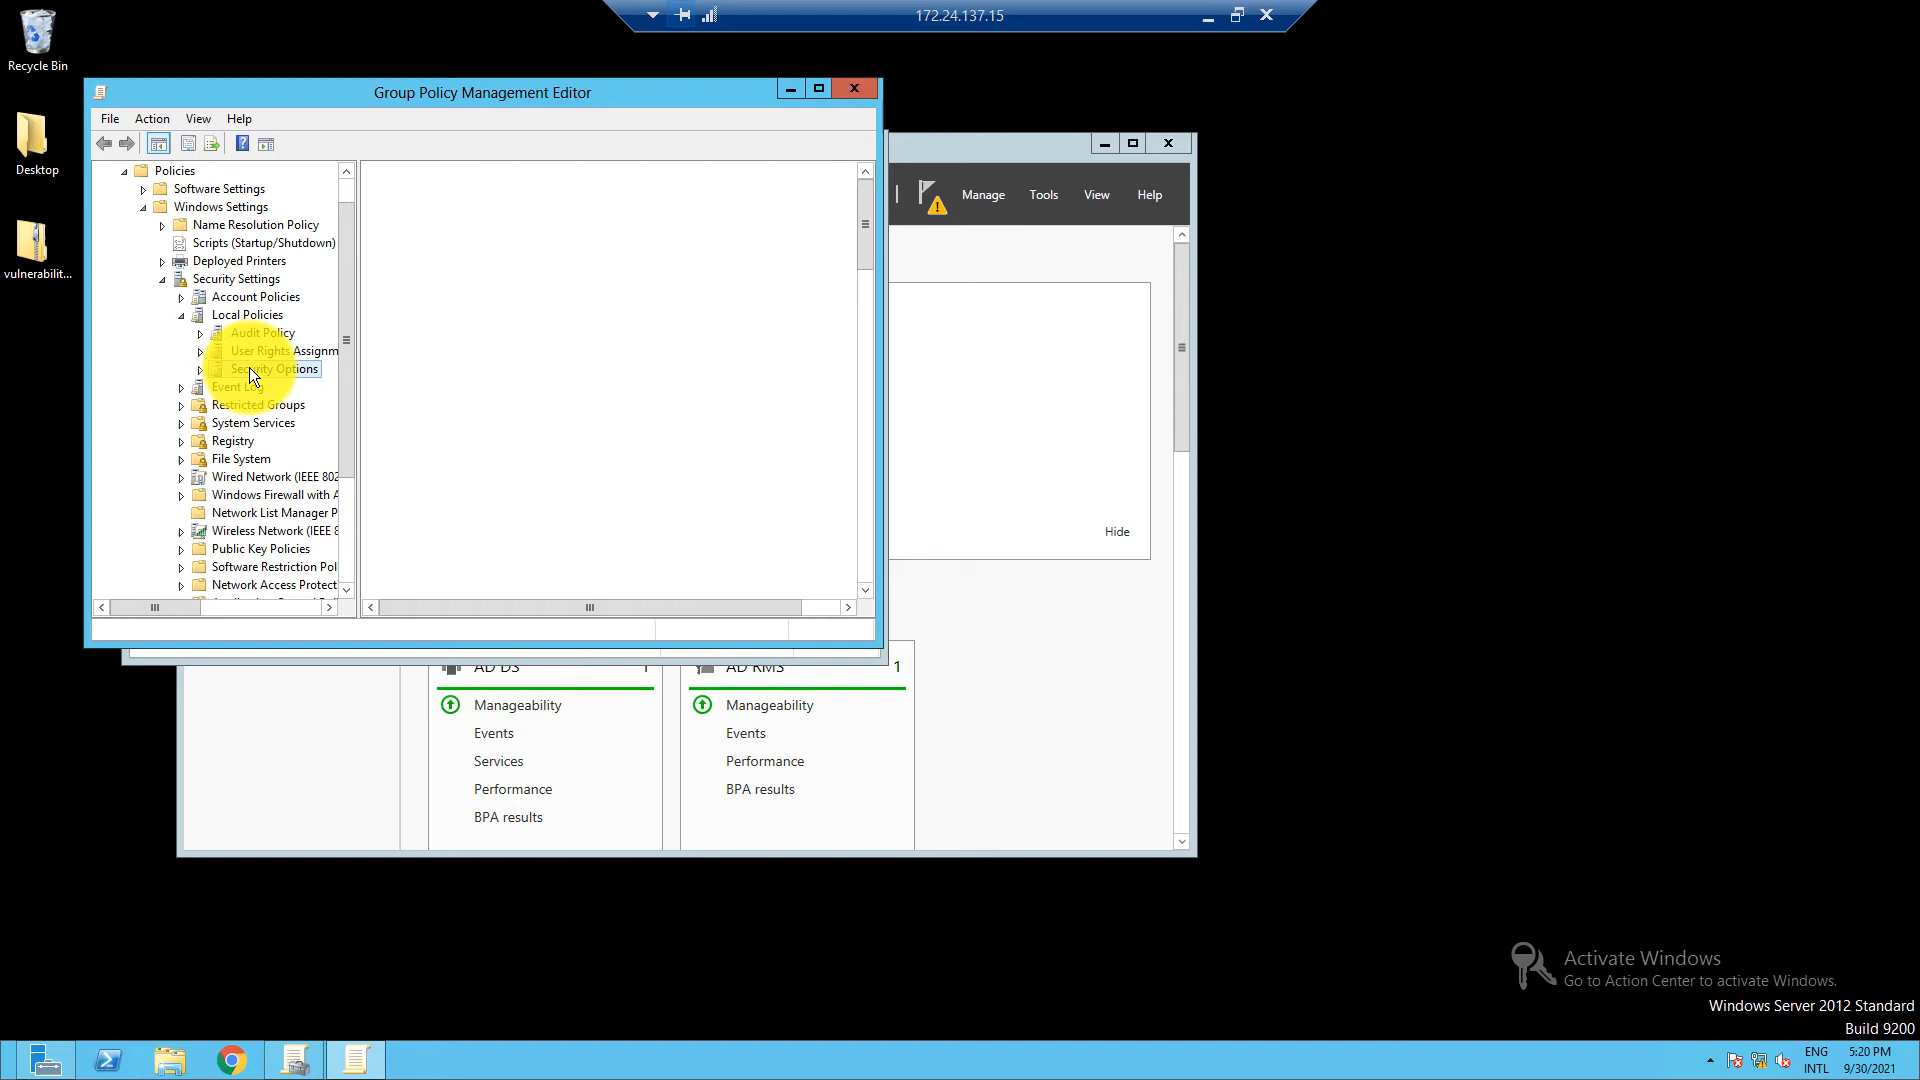 172.24.137.15
Recycle Bin
Desktop
vulnerabilit...
Group Policy Management Editor
File Action View Help
Policies
Software Settings
Windows Settings
Name Resolution Policy
Scripts (Startup/Shutdown)
Deployed Printers
Security Settings
Account Policies
Local Policies
Audit Policy
User Rights Assignm
Security Options
Event Log
Restricted Groups
System Services
Registry
File System
Wired Network (IEEE 802
Windows Firewall with A
Network List Manager P
Wireless Network (IEEE 8
Public Key Policies
Software Restriction Pol
Network Access Protect
Manage Tools View Help
Hide
AD DS 1
Manageability
Events
Services
Performance
BPA results
AD RMS 1
Manageability
Events
Performance
BPA results
Activate Windows
Go to Action Center to activate Windows.
Windows Server 2012 Standard
Build 9200
ENG
INTL
5:20 PM
9/30/2021